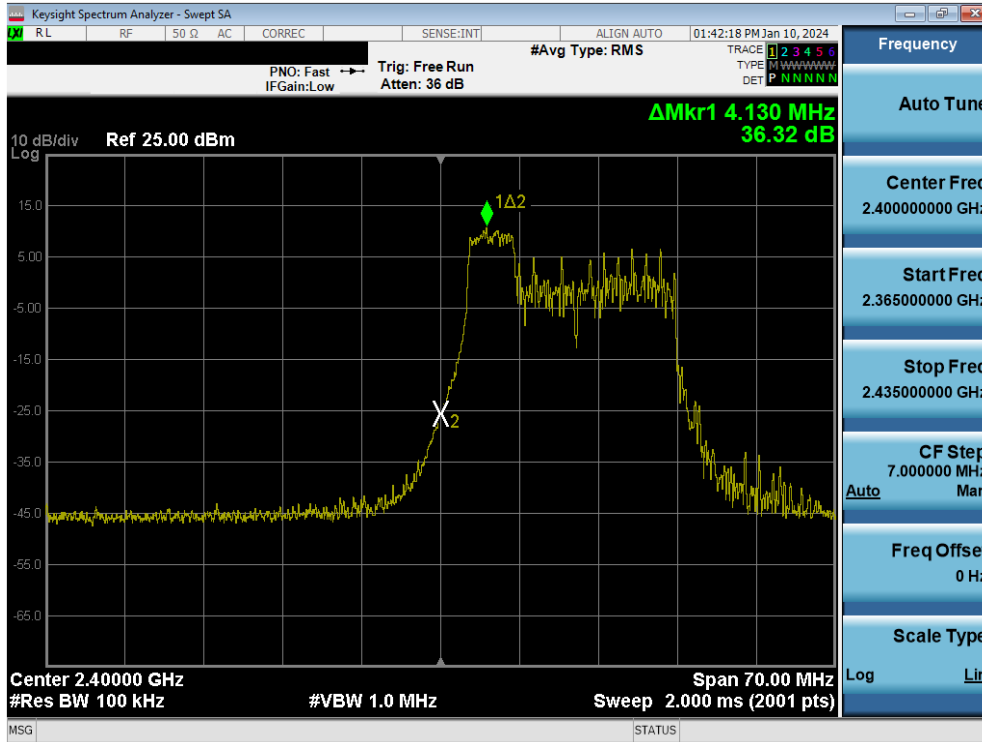 Keysight Spectrum Analyzer - Swept SA
LXI RL RF 50 Ω AC CORREC SENSE:INT ALIGN AUTO 01:42:18 PM Jan 10, 2024
#Avg Type: RMS
TRACE 1 2 3 4 5 6
TYPE M WWWWW
DET P N N N N N
PNO: Fast
IFGain:Low
Trig: Free Run
Atten: 36 dB
ΔMkr1 4.130 MHz
36.32 dB
10 dB/div
Log
Ref 25.00 dBm
15.0
5.00
-5.00
-15.0
-25.0
-35.0
-45.0
-55.0
-65.0
1Δ2
2
Center 2.40000 GHz
Span 70.00 MHz
#Res BW 100 kHz
#VBW 1.0 MHz
Sweep 2.000 ms (2001 pts)
MSG
STATUS
Frequency
Auto Tune
Center Freq
2.400000000 GHz
Start Freq
2.365000000 GHz
Stop Freq
2.435000000 GHz
CF Step
7.000000 MHz
Auto Man
Freq Offset
0 Hz
Scale Type
Log Lin